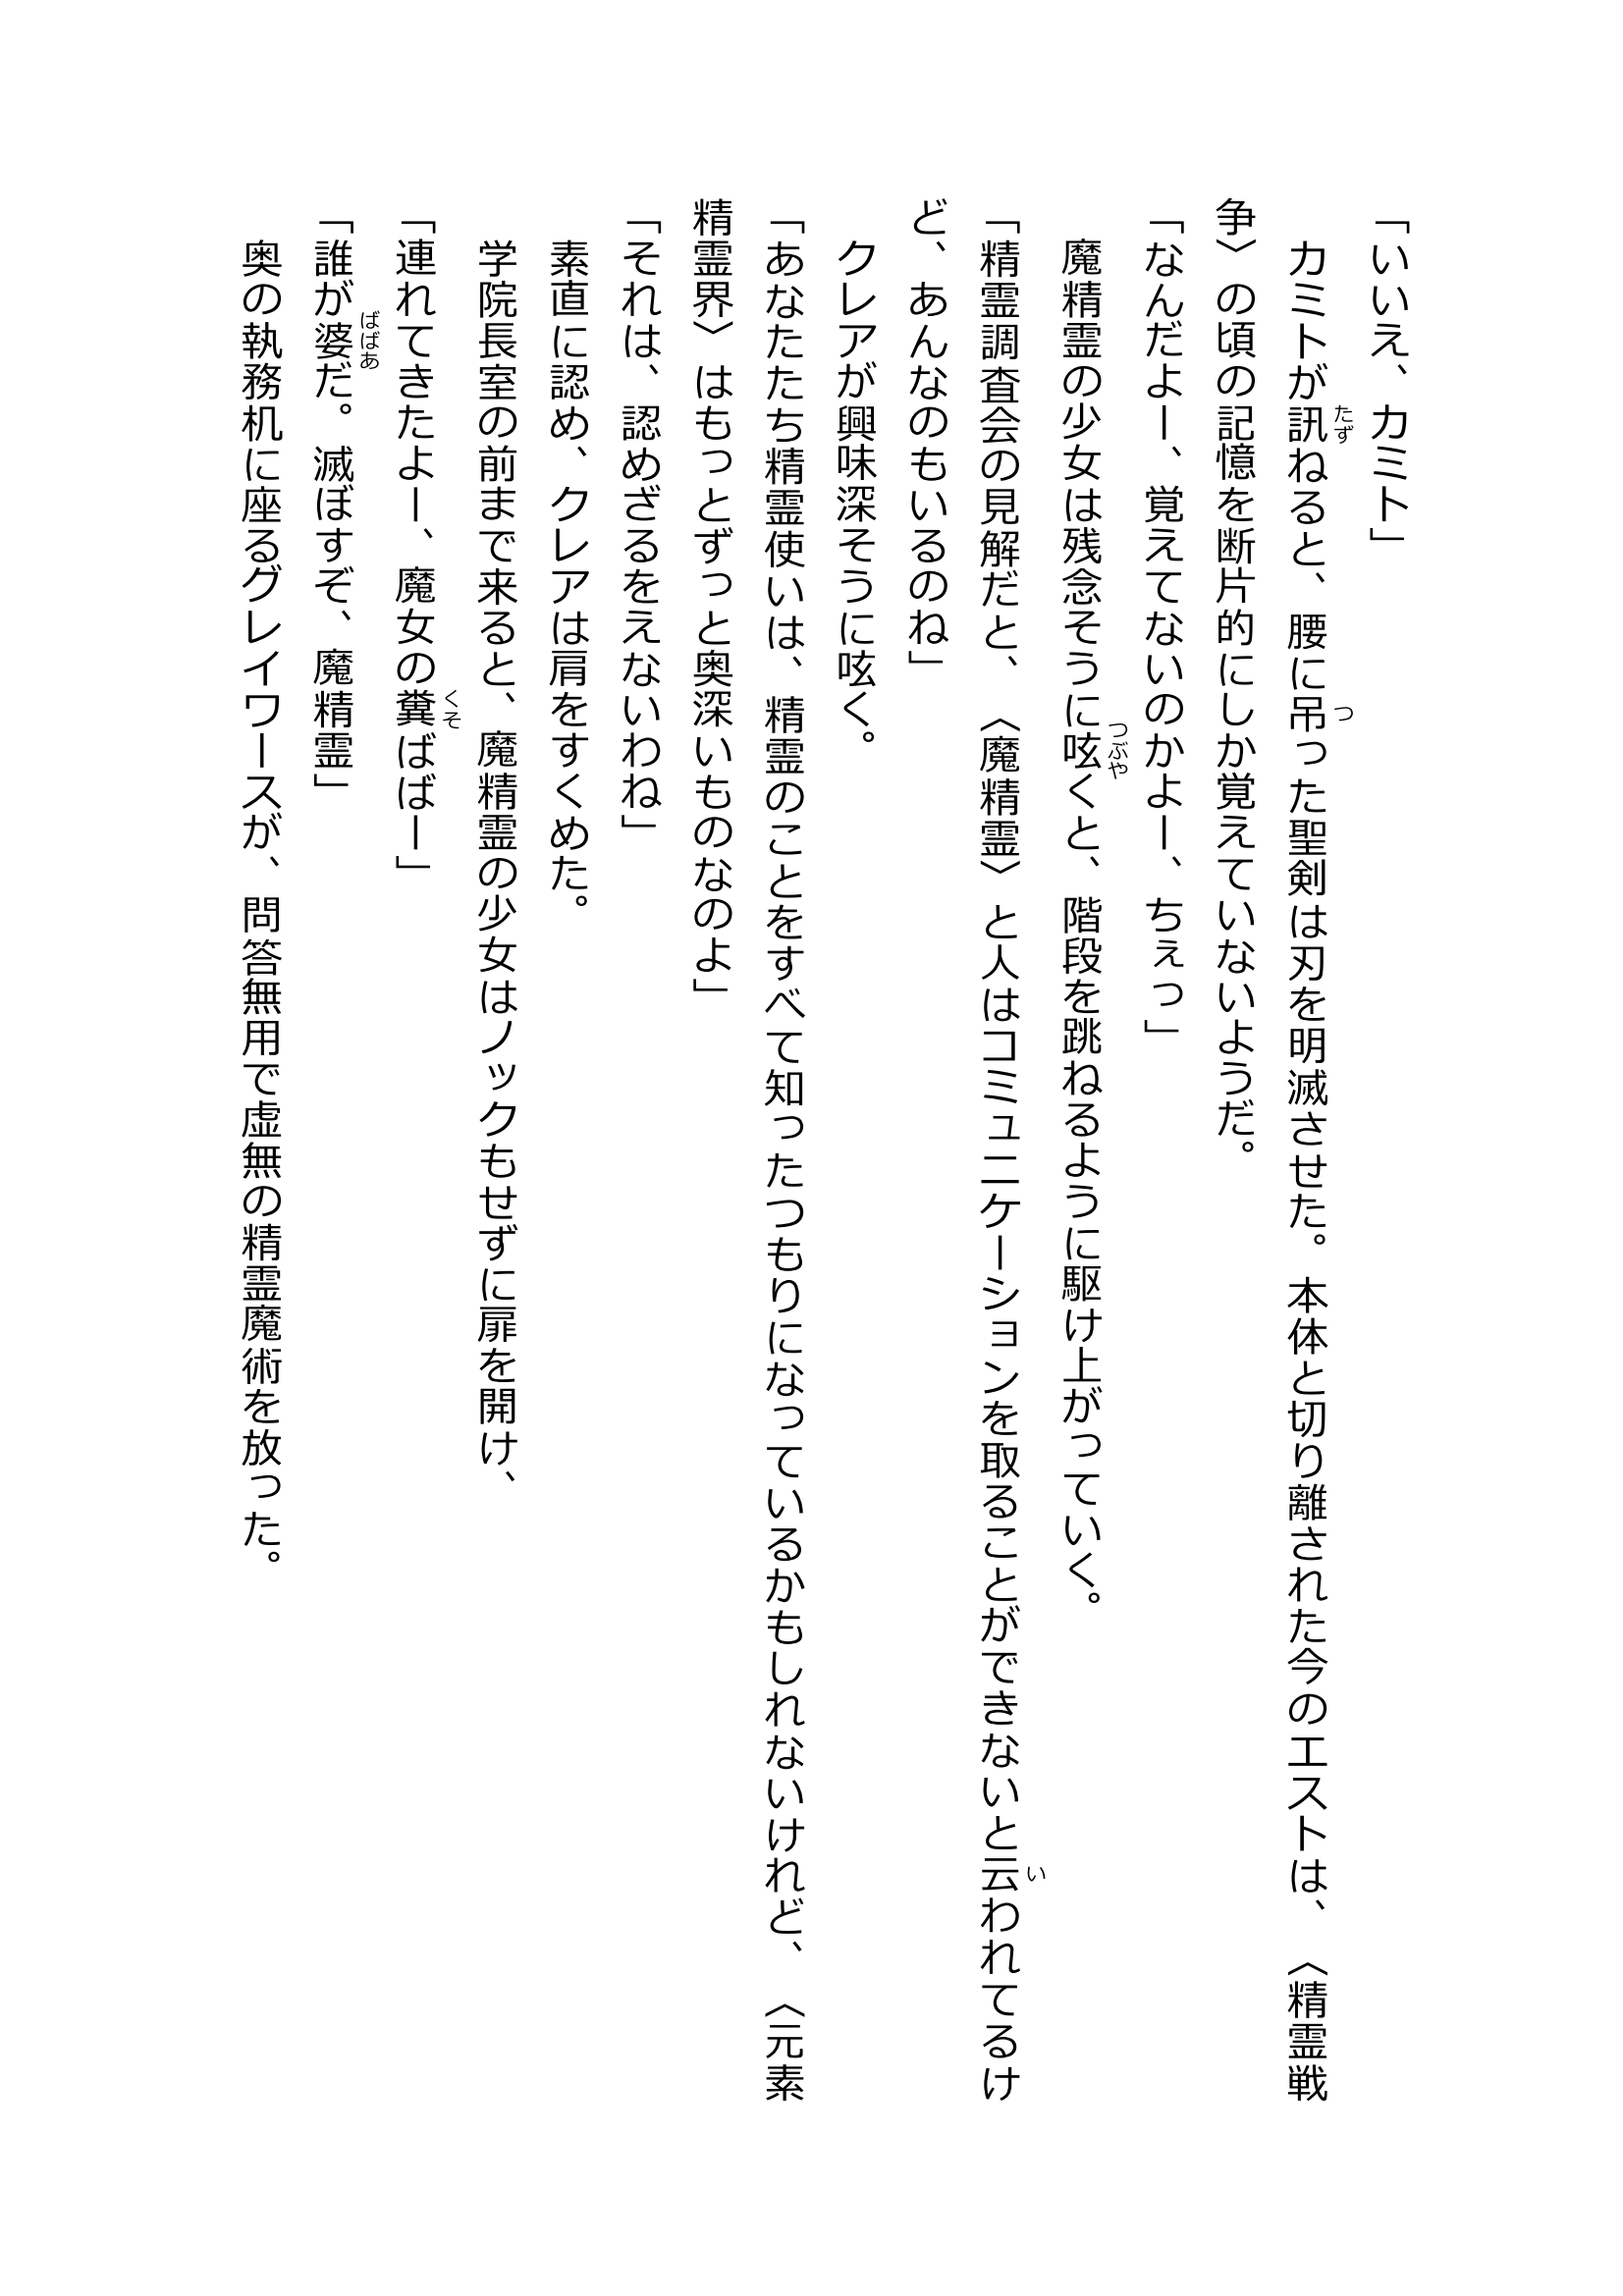 「いいえ、カミト」
　カミトが訊ねると、腰に吊った聖剣は刃を明滅させた。本体と切り離された今のエストは、〈精霊戦
争〉の頃の記憶を断片的にしか覚えていないようだ。
「なんだよー、覚えてないのかよー、ちぇっ」
　魔精霊の少女は残念そうに呟くと、階段を跳ねるように駆け上がっていく。
「精霊調査会の見解だと、〈魔精霊〉と人はコミュニケーションを取ることができないと云われてるけ
ど、あんなのもいるのね」
　クレアが興味深そうに呟く。
「あなたたち精霊使いは、精霊のことをすべて知ったつもりになっているかもしれないけれど、〈元素
精霊界〉はもっとずっと奥深いものなのよ」
「それは、認めざるをえないわね」
　素直に認め、クレアは肩をすくめた。
　学院長室の前まで来ると、魔精霊の少女はノックもせずに扉を開け、
「連れてきたよー、魔女の糞ばばー」
「誰が婆だ。滅ぼすぞ、魔精霊」
　奥の執務机に座るグレイワースが、問答無用で虚無の精霊魔術を放った。